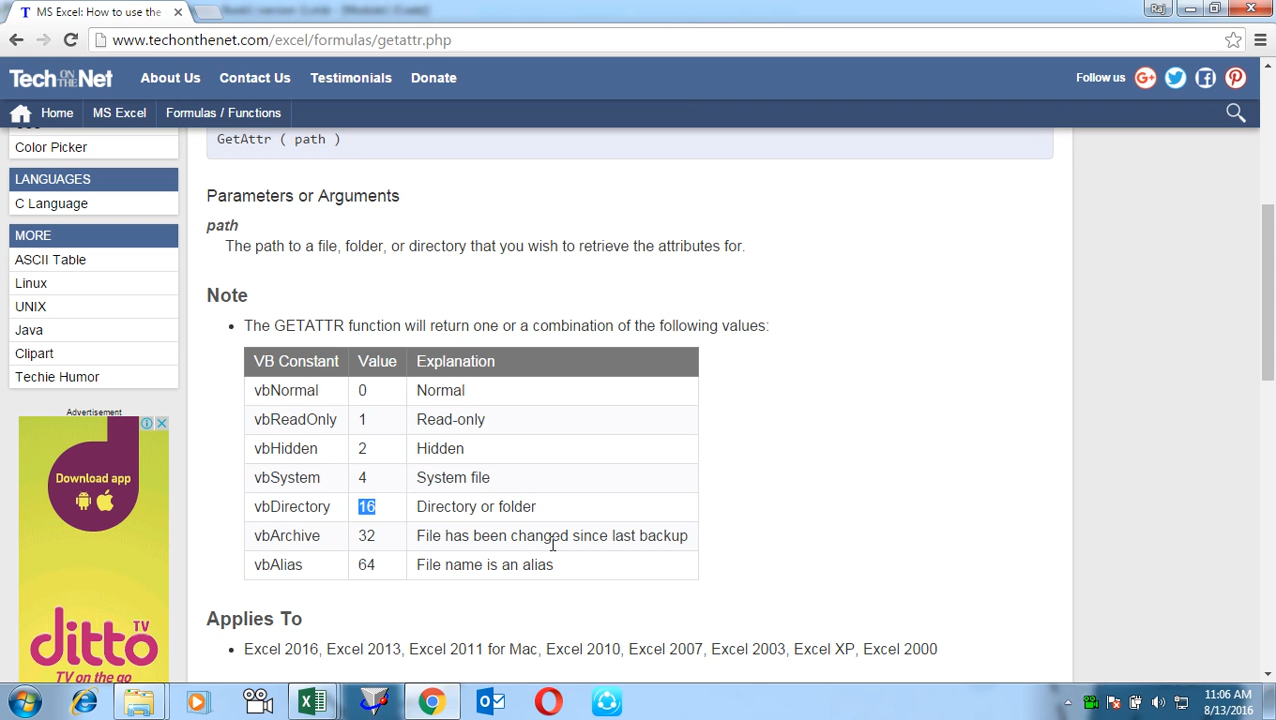 T MS Excel: How to use the
www.techonthenet.com/excel/formulas/getattr.php
Raj
Tech ON THE Net
About Us
Contact Us
Testimonials
Donate
Follow us
Home
MS Excel
Formulas / Functions
Color Picker
LANGUAGES
C Language
MORE
ASCII Table
Linux
UNIX
Java
Clipart
Techie Humor
Advertisement
Download app
ditto TV
TV on the go
GetAttr ( path )
Parameters or Arguments
path
The path to a file, folder, or directory that you wish to retrieve the attributes for.
Note
The GETATTR function will return one or a combination of the following values:
VB Constant Value Explanation
vbNormal 0 Normal
vbReadOnly 1 Read-only
vbHidden 2 Hidden
vbSystem 4 System file
vbDirectory 16 Directory or folder
vbArchive 32 File has been changed since last backup
vbAlias 64 File name is an alias
Applies To
Excel 2016, Excel 2013, Excel 2011 for Mac, Excel 2010, Excel 2007, Excel 2003, Excel XP, Excel 2000
11:06 AM
8/13/2016